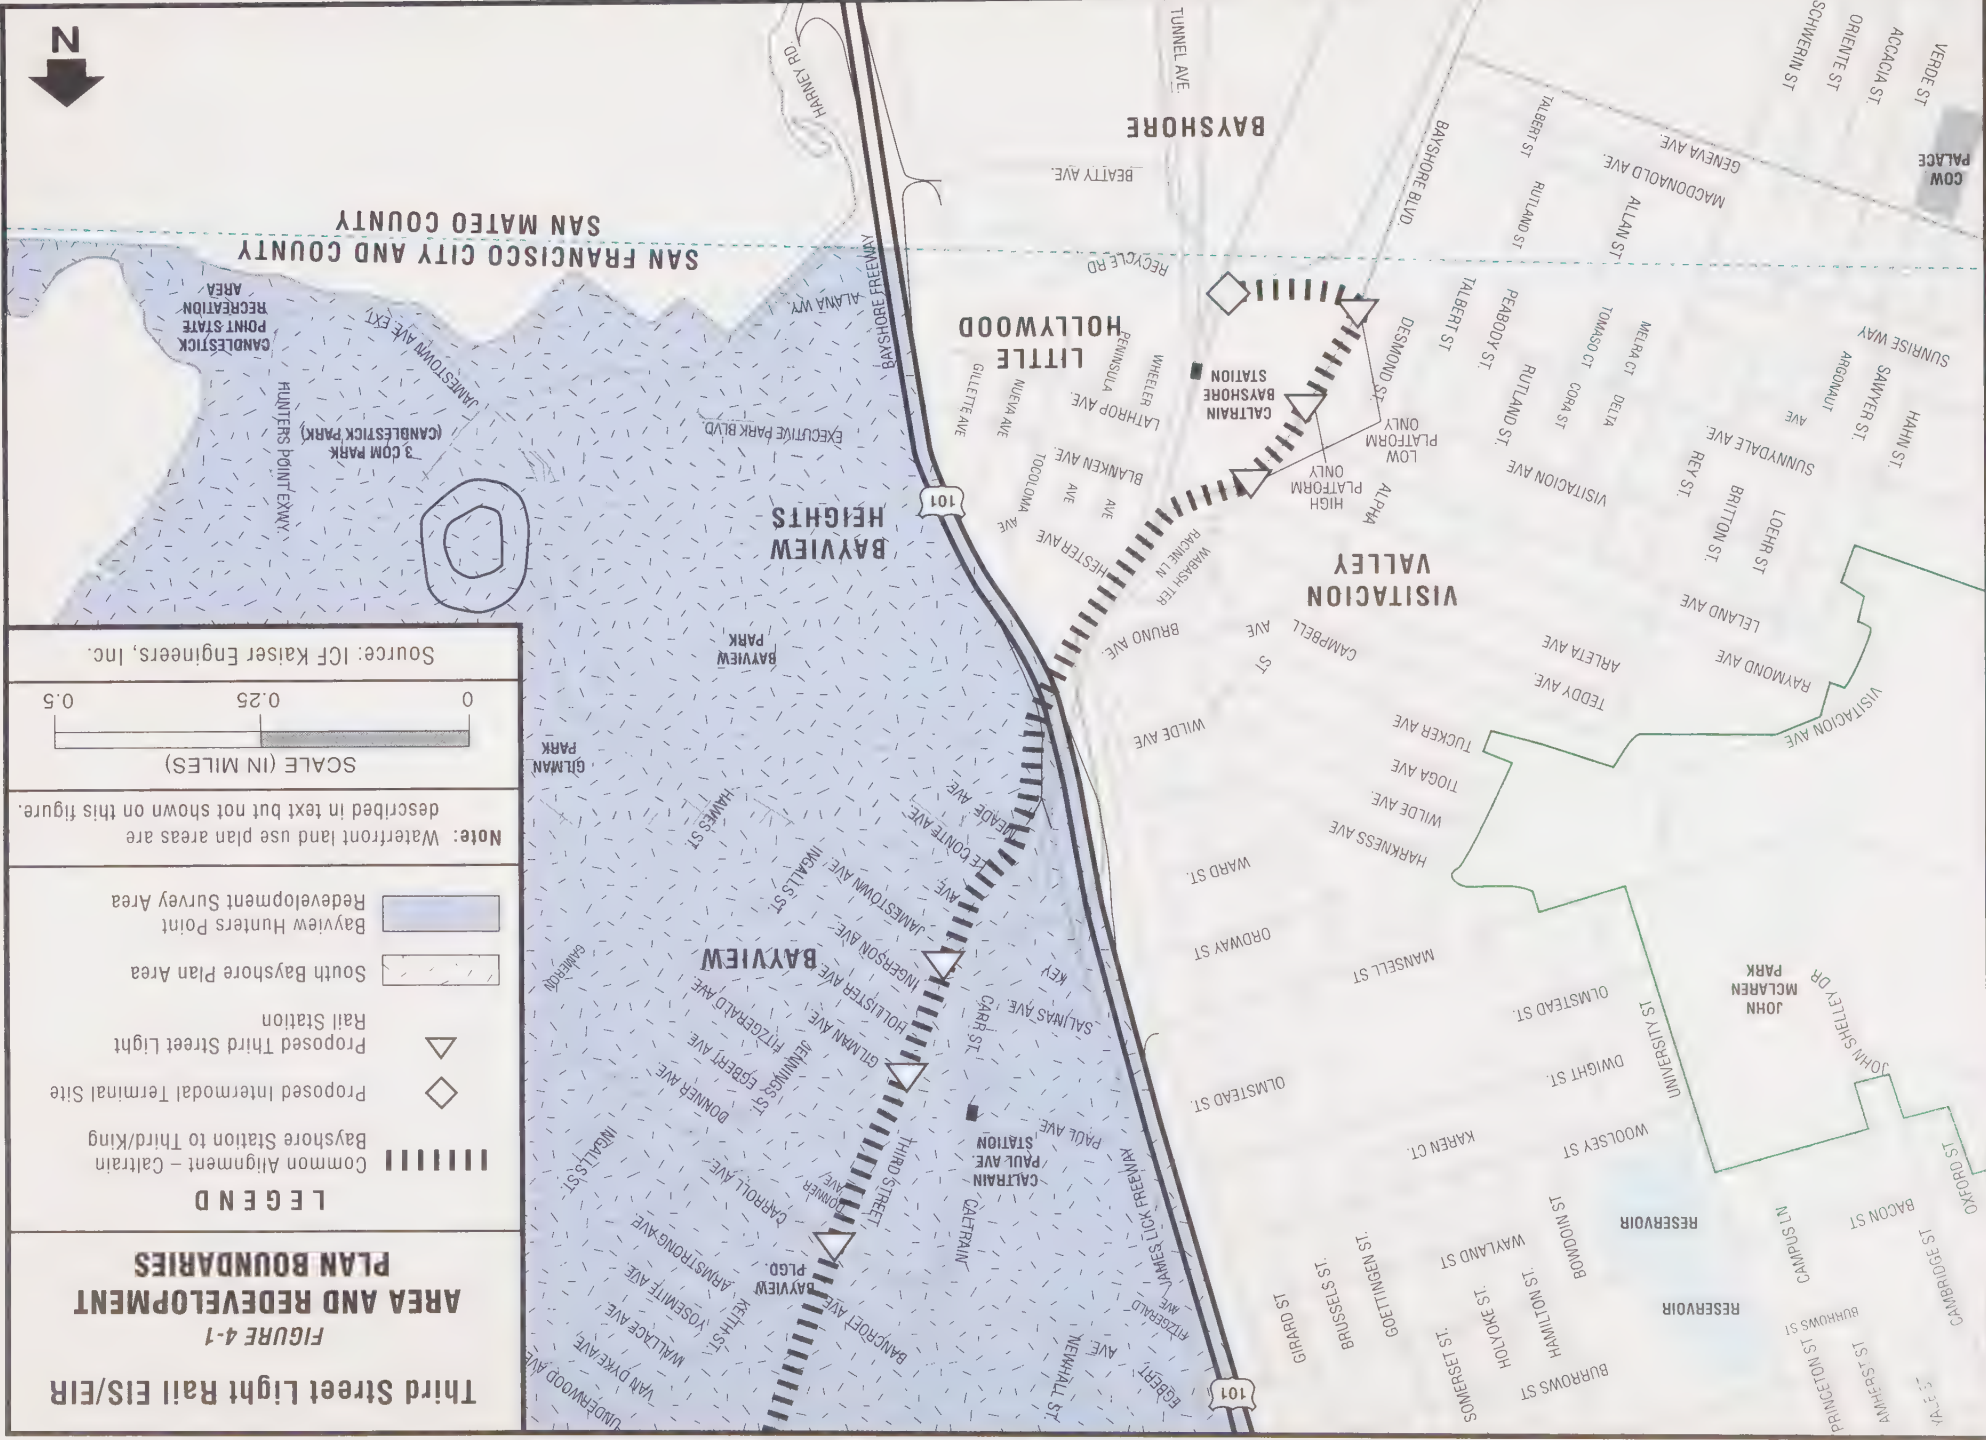 Third Street Light Rail EIS/EIR
FIGURE 4-1
AREA AND REDEVELOPMENT
PLAN BOUNDARIES
LEGEND
Common Alignment – Caltrain
Bayshore Station to Third/King
Proposed Intermodal Terminal Site
Proposed Third Street Light
Rail Station
South Bayshore Plan Area
Bayview Hunters Point
Redevelopment Survey Area
Note: Waterfront land use plan areas are
described in text but not shown on this figure.
SCALE (IN MILES)
0
0.25
0.5
Source: ICF Kaiser Engineers, Inc.
UNDERWOOD AVE
VAN DYKE AVE
WALLACE AVE
YOSEMITE AVE
ARMSTRONG AVE
KEITH ST.
BAYVIEW
PLGD.
BANCROFT AVE
NEWHALL ST.
EGBERT
AVE
FITZGERALD
AVE
101
JAMES LICK FREEWAY
CARROLL AVE
DONNER
AVE
THIRD STREET
CALTRAIN
CALTRAIN
PAUL AVE.
STATION
PAUL AVE
INGALLS ST.
DONNER AVE
EGBERT AVE
JENNINGS ST
FITZGERALD AVE
GILMAN AVE
HOLLISTER AVE
INGERSON AVE.
JAMESTOWN AVE
CARR ST.
SALINAS AVE
KEY
AVE
CAMERON
BAYVIEW
INGALLS ST.
HAWES ST
LE CONTE AVE.
MEADE AVE.
GILMAN
PARK
BAYVIEW
PARK
BAYVIEW
HEIGHTS
101
EXECUTIVE PARK BLVD.
3 COM PARK
(CANDLESTICK PARK)
HUNTERS POINT EXWY.
JAMESTOWN AVE EXT.
CANDLESTICK
POINT STATE
RECREATION
AREA
ALANA WY
BAYSHORE FREEWAY
SAN FRANCISCO CITY AND COUNTY
SAN MATEO COUNTY
HARNEY RD.
N
YALE ST
AMHERST ST
PRINCETON ST
BURROWS ST
CAMBRIDGE ST
CAMPUS LN
BACON ST
OXFORD ST
RESERVOIR
RESERVOIR
BURROWS ST
SOMERSET ST.
HOLYOKE ST.
HAMILTON ST.
BOWDOIN ST
WAYLAND ST
GOETTINGEN ST.
BRUSSELS ST.
GIRARD ST
WOOLSEY ST
KAREN CT.
DWIGHT ST.
OLMSTEAD ST.
OLMSTEAD ST.
UNIVERSITY ST
JOHN SHELLEY DR
JOHN
MCLAREN
PARK
MANSELL ST
ORDWAY ST
WARD ST
HARKNESS AVE
WILDE AVE
TIOGA AVE
TUCKER AVE
WILDE AVE
VISITACION AVE
TEDDY AVE.
ARLETA AVE
RAYMOND AVE
LELAND AVE
CAMPBELL
AVE
ST
BRUNO AVE.
VISITACION
VALLEY
WABASH TER
RACINE LN
HESTER AVE
AVE
AVE
AVE
TOCOLOMA
BLANKEN AVE.
LATHROP AVE.
NUEVA AVE
GILLETTE AVE
WHEELER
PENINSULA
LITTLE
HOLLYWOOD
ALPHA
HIGH
PLATFORM
ONLY
LOW
PLATFORM
ONLY
CALTRAIN
BAYSHORE
STATION
DESMOND ST.
LOEHR ST
BRITTON ST.
REY ST.
VISITACION AVE
SUNNYDALE AVE.
HAHN ST.
SAWYER ST.
ARGONAUT
AVE
SUNRISE WAY
RUTLAND ST.
CORA ST
DELTA
MELRA CT
TOMASO CT
PEABODY ST.
TALBERT ST
RECYCLE RD
BEATTY AVE.
BAYSHORE
TUNNEL AVE.
BAYSHORE BLVD.
RUTLAND ST
TALBERT ST
ALLAN ST
MACDONAOLD AVE.
GENEVA AVE.
COW
PALACE
VERDE ST
ACCACIA ST.
ORIENTE ST
SCHWERIN ST